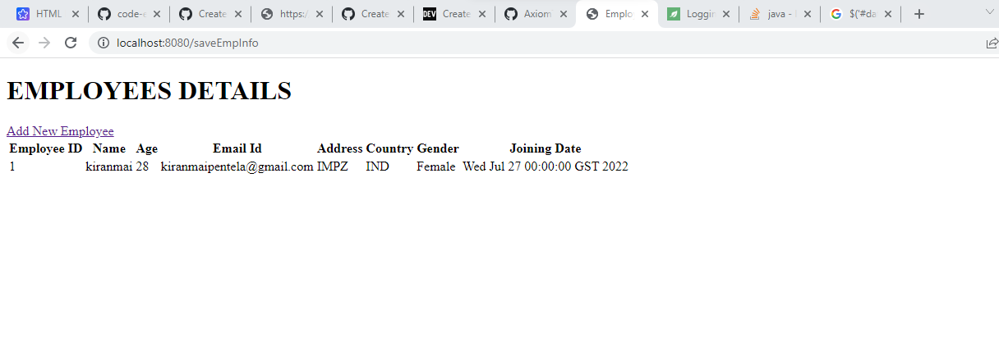 HTML code-e Create https:/ Create DEV Create Axiom Emplo Loggin java - $('#da
localhost:8080/saveEmpInfo
EMPLOYEES DETAILS
Add New Employee
Employee ID Name Age Email Id Address Country Gender Joining Date
1 kiranmai 28 kiranmaipentela@gmail.com IMPZ IND Female Wed Jul 27 00:00:00 GST 2022